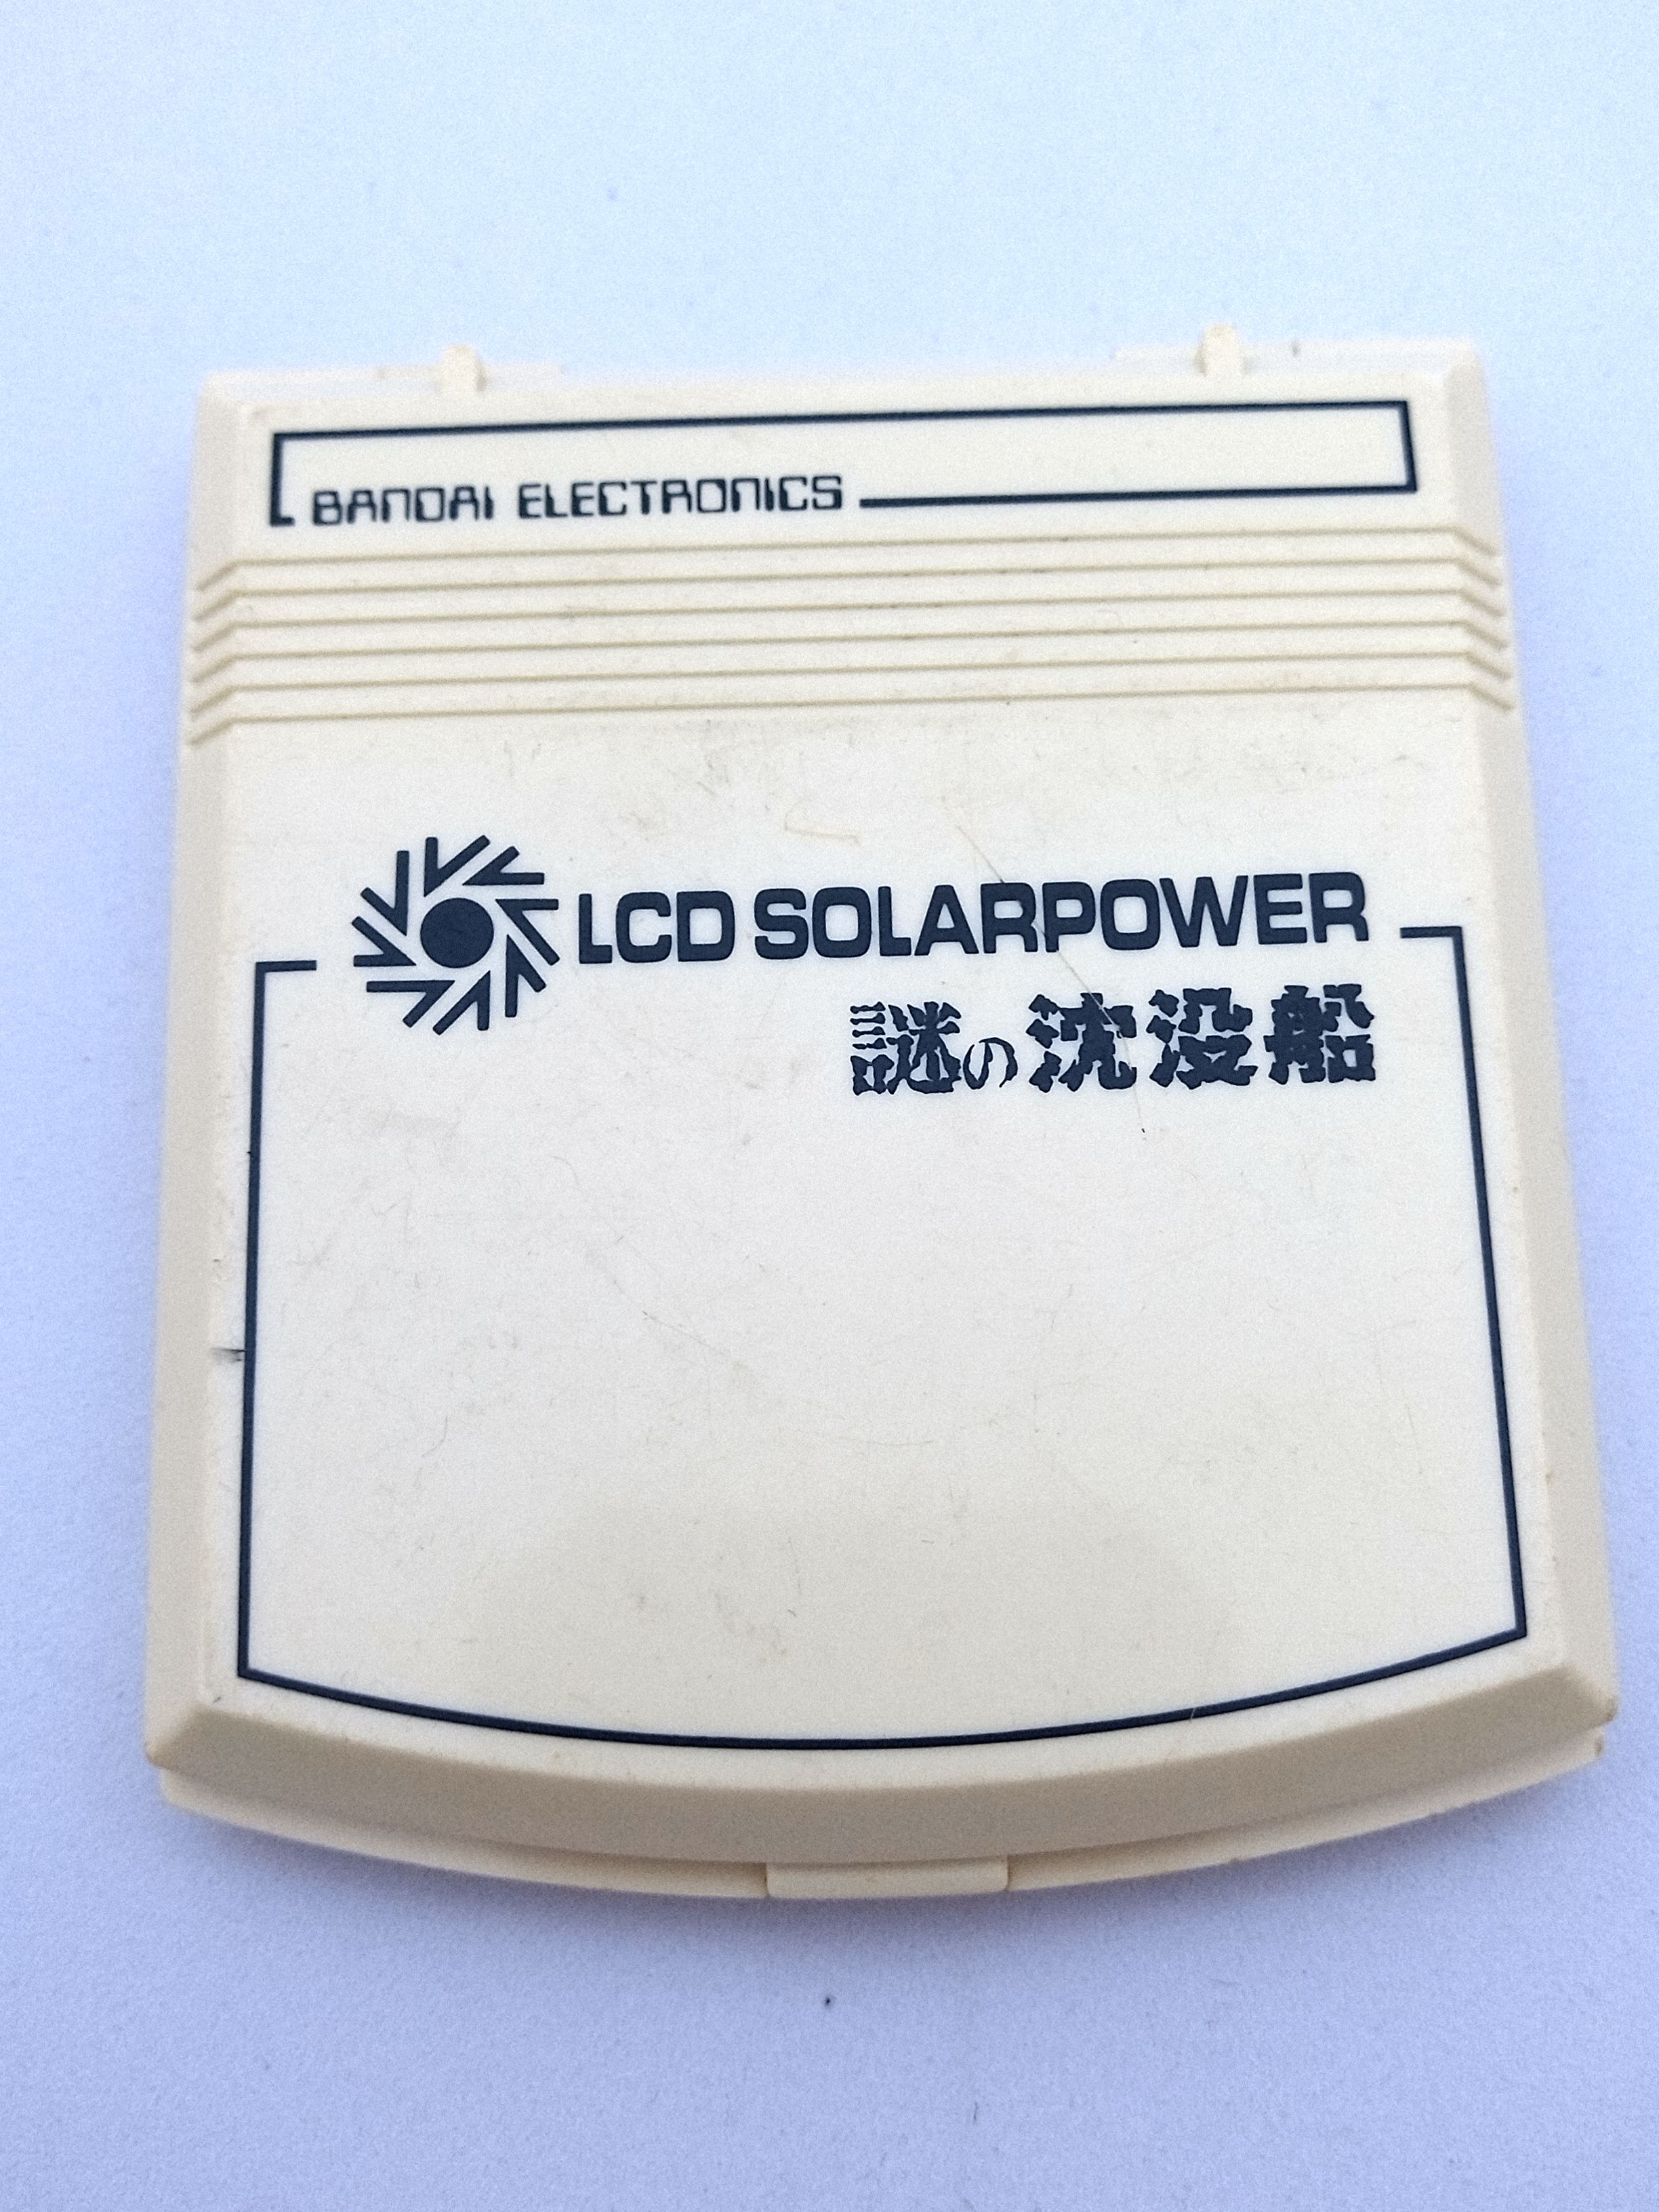 BANDAI ELECTRONICS
LCD SOLARPOWER
謎の沈没船